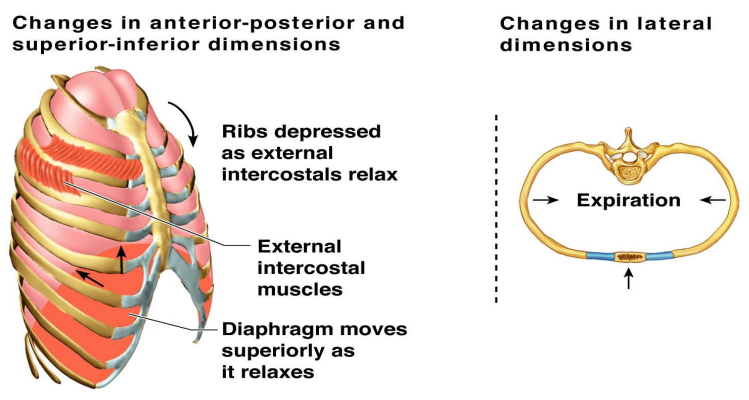 Changes in anterior-posterior and
superior-inferior dimensions
Changes in lateral
dimensions
Ribs depressed
as external
intercostals relax
External
intercostal
muscles
Diaphragm moves
superiorly as
it relaxes
Expiration